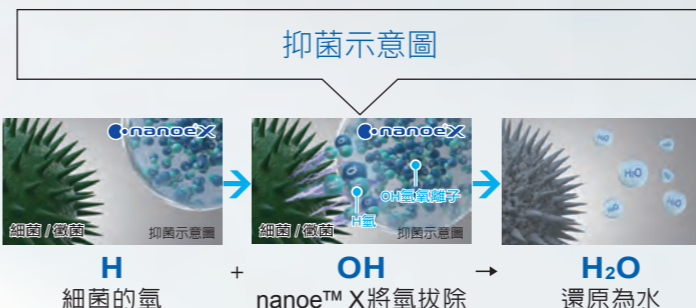 抑菌示意圖
nanoeX
細菌 / 黴菌
抑菌示意圖
nanoeX
OH氫氧離子
H氫
細菌 / 黴菌
抑菌示意圖
H₂O
H₂O
H₂O
H₂O
H₂O
H + OH → H₂O
細菌的氫 nanoe™ X將氫拔除 還原為水